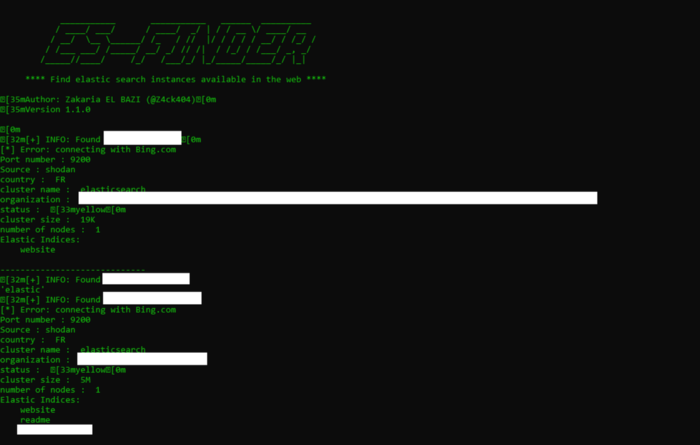 ES-FINDER
**** Find elastic search instances available in the web ****
[35mAuthor: Zakaria EL BAZI (@Z4ck404)[0m
[35mVersion 1.1.0
[0m
[32m[+] INFO: Found [0m
[*] Error: connecting with Bing.com
Port number : 9200
Source : shodan
country :  FR
cluster name :  elasticsearch
organization :
status :  [33myellow[0m
cluster size :  19K
number of nodes :  1
Elastic Indices:
website
-----------------------------
[32m[+] INFO: Found
'elastic'
[32m[+] INFO: Found
[*] Error: connecting with Bing.com
Port number : 9200
Source : shodan
country :  FR
cluster name :  elasticsearch
organization :
status :  [33myellow[0m
cluster size :  5M
number of nodes :  1
Elastic Indices:
website
readme